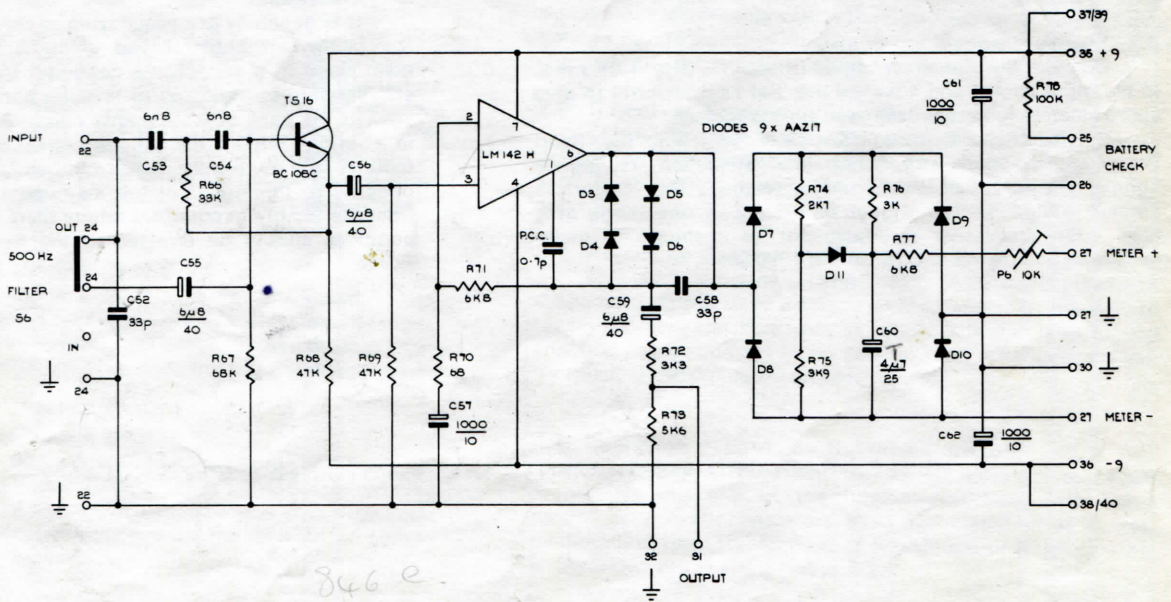 37/39
35 + 9
C61
1000
10
R78
100K
25
BATTERY
CHECK
26
DIODES 9 x AAZ17
INPUT
22
6n8
C53
6n8
C54
R66
33K
TS 16
BC 108C
C56
6µ8
40
2
3
7
LM 142 H
1
4
6
P.C.C.
0·7p
D3
D4
D5
D6
D7
D8
R74
2K7
R76
3K
D9
D11
R77
6K8
P6 10K
27 METER +
OUT 24
500 Hz
24
FILTER
S6
IN
24
C55
6µ8
40
C52
33p
R67
68K
R68
47K
R69
47K
R71
6K8
R70
68
C57
1000
10
C59
6µ8
40
C58
33p
R72
3K3
R73
5K6
R75
3K9
C60
4µ7
25
D10
27
30
27 METER -
C62
1000
10
36 - 9
38/40
22
32
31
OUTPUT
846 e